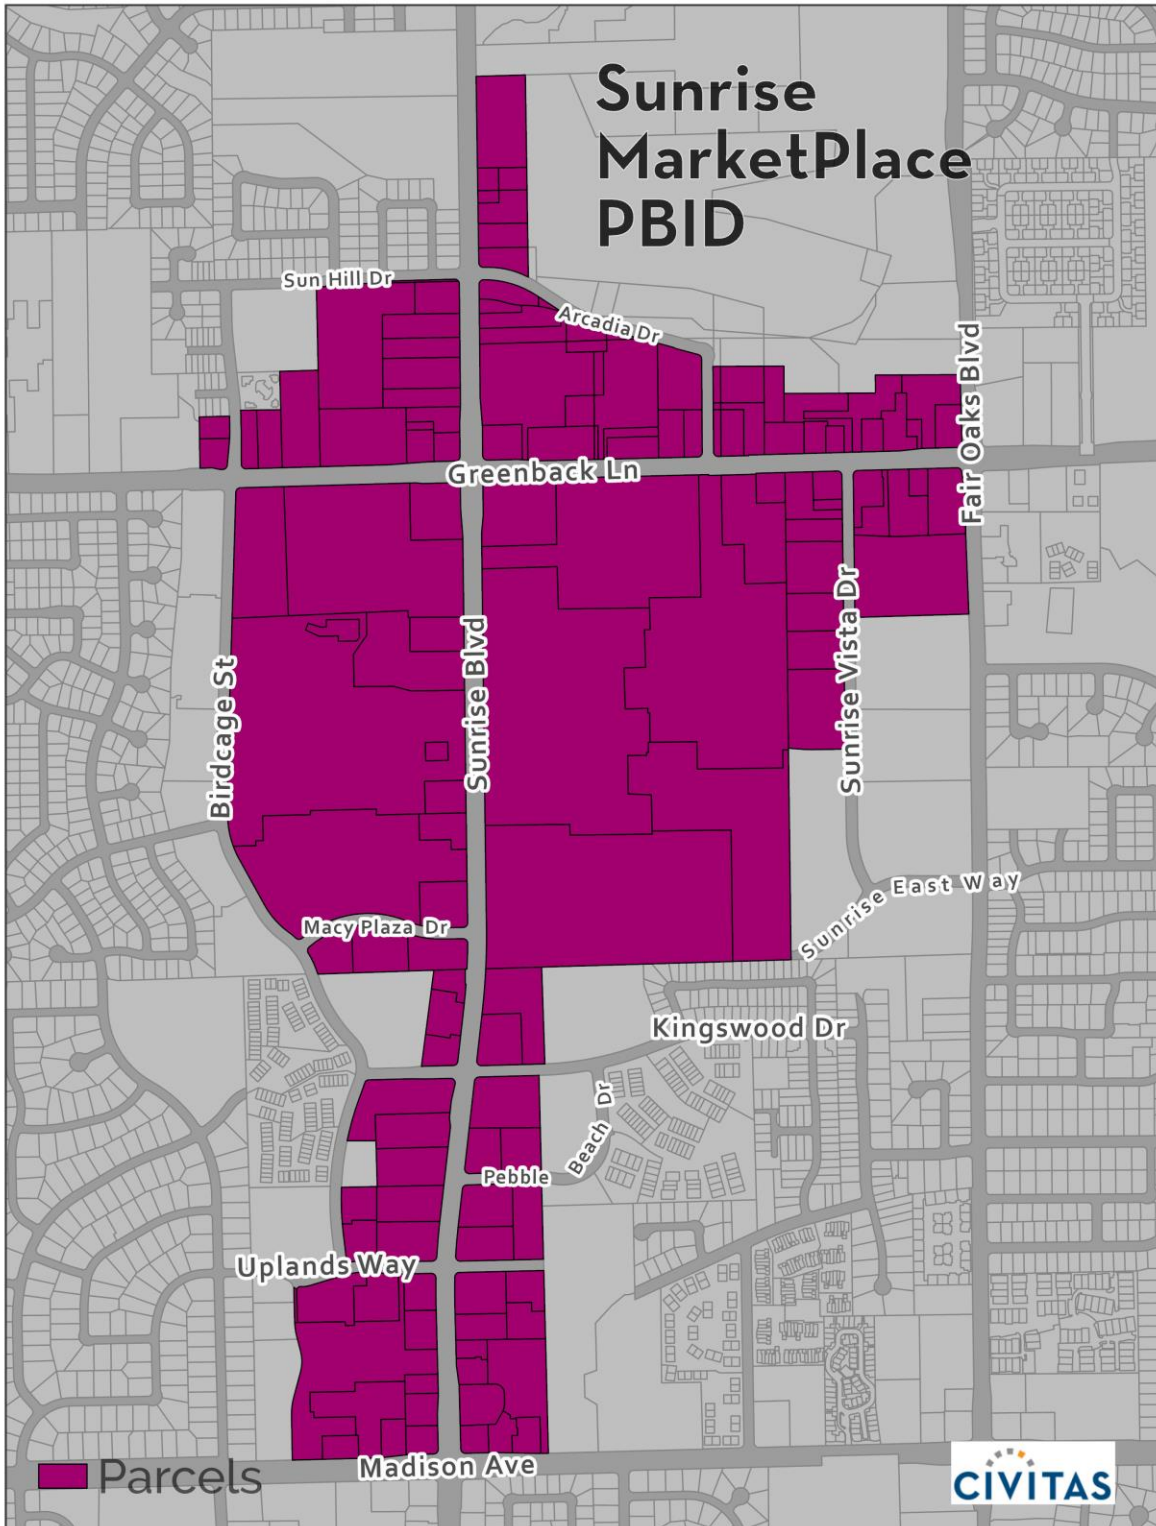 Sunrise
MarketPlace
PBID
Sun Hill Dr
Arcadia Dr
Fair Oaks Blvd
Greenback Ln
Sunrise Vista Dr
Sunrise Blvd
Birdcage St
Sunrise East Way
Macy Plaza Dr
Kingswood Dr
Pebble Beach Dr
Uplands Way
Madison Ave
Parcels
CIVITAS